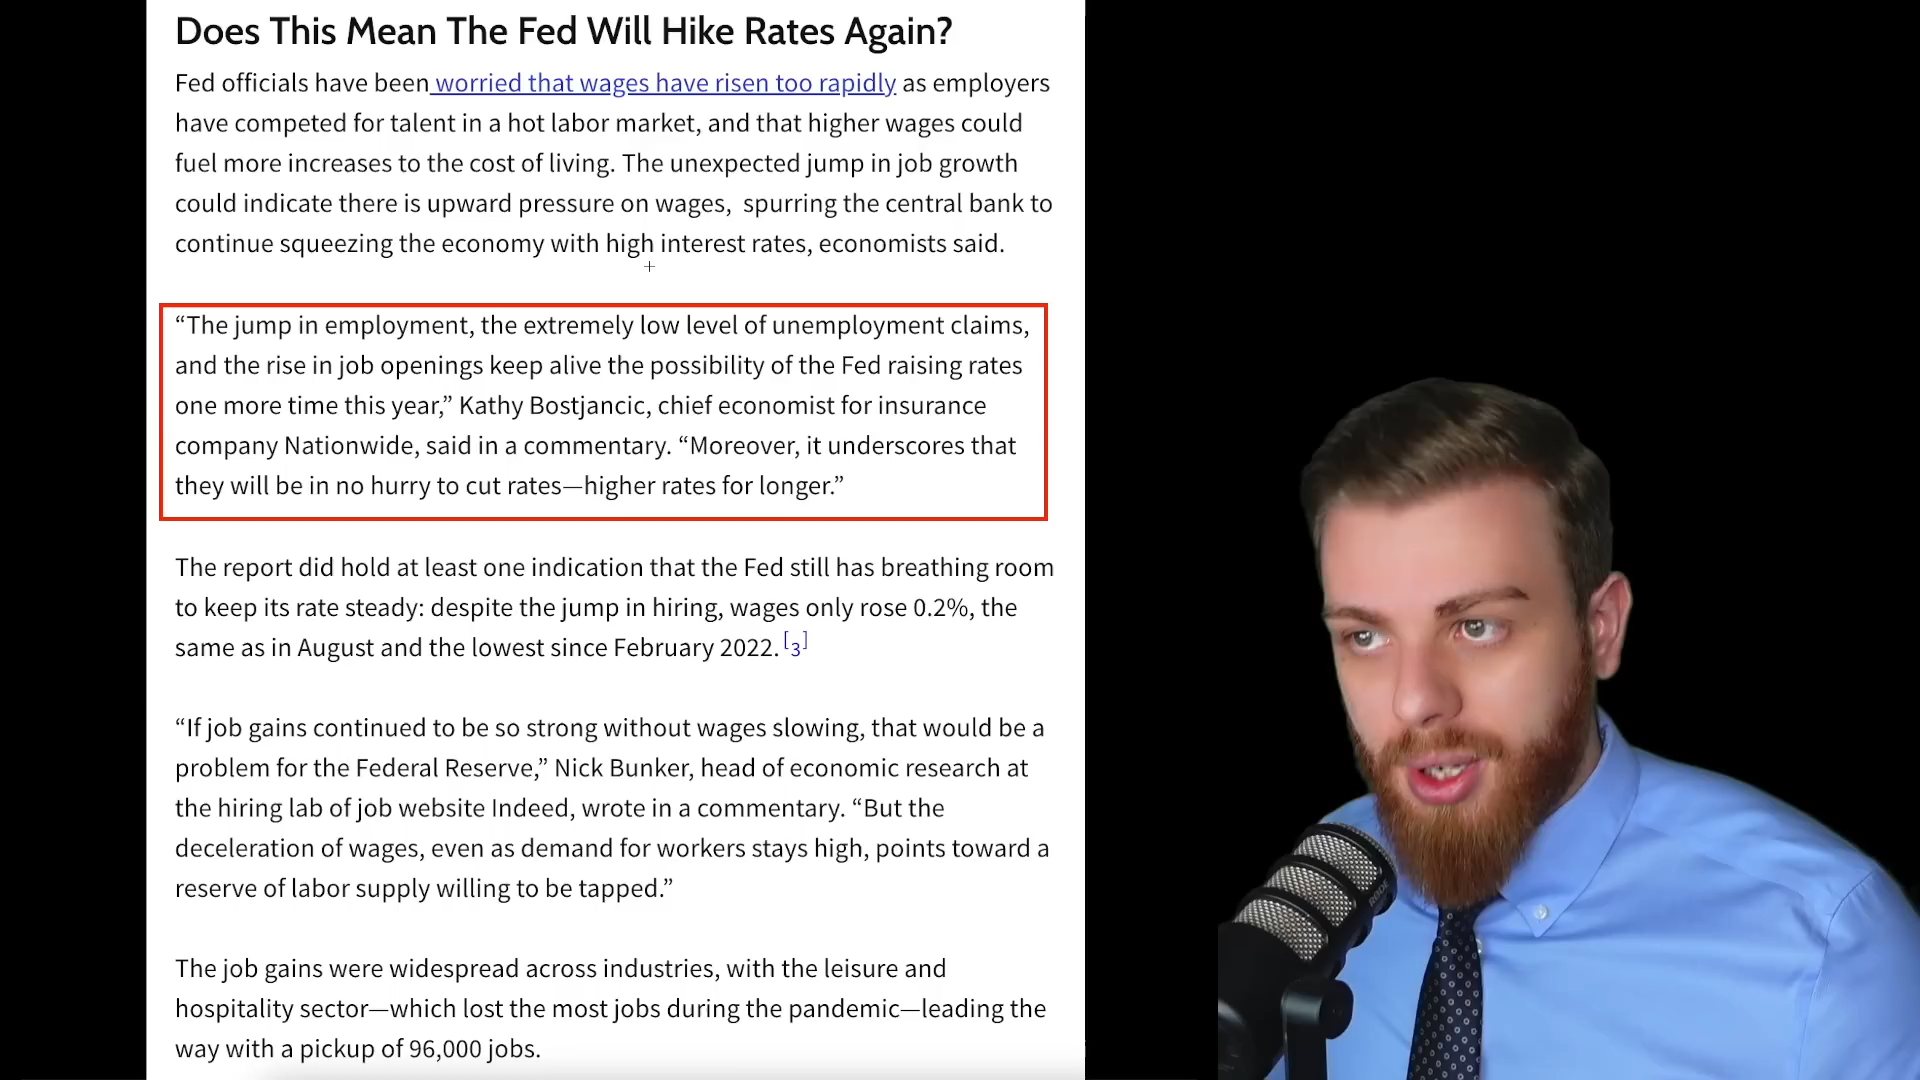 Does This Mean The Fed Will Hike Rates Again?
Fed officials have been worried that wages have risen too rapidly as employers
have competed for talent in a hot labor market, and that higher wages could
fuel more increases to the cost of living. The unexpected jump in job growth
could indicate there is upward pressure on wages,  spurring the central bank to
continue squeezing the economy with high interest rates, economists said.
“The jump in employment, the extremely low level of unemployment claims,
and the rise in job openings keep alive the possibility of the Fed raising rates
one more time this year,” Kathy Bostjancic, chief economist for insurance
company Nationwide, said in a commentary. “Moreover, it underscores that
they will be in no hurry to cut rates—higher rates for longer.”
The report did hold at least one indication that the Fed still has breathing room
to keep its rate steady: despite the jump in hiring, wages only rose 0.2%, the
same as in August and the lowest since February 2022. [3]
“If job gains continued to be so strong without wages slowing, that would be a
problem for the Federal Reserve,” Nick Bunker, head of economic research at
the hiring lab of job website Indeed, wrote in a commentary. “But the
deceleration of wages, even as demand for workers stays high, points toward a
reserve of labor supply willing to be tapped.”
The job gains were widespread across industries, with the leisure and
hospitality sector—which lost the most jobs during the pandemic—leading the
way with a pickup of 96,000 jobs.
RODE